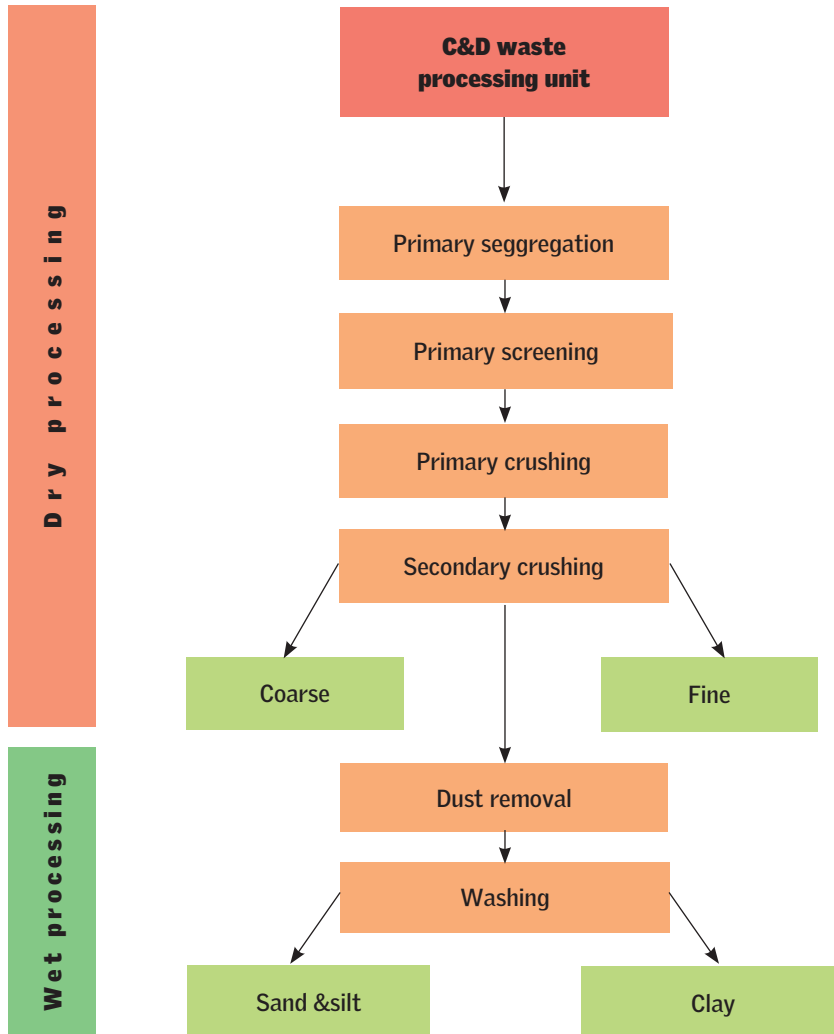 Dry processing
C&D waste
processing unit
Primary seggregation
Primary screening
Primary crushing
Secondary crushing
Coarse
Fine
Wet processing
Dust removal
Washing
Sand &silt
Clay